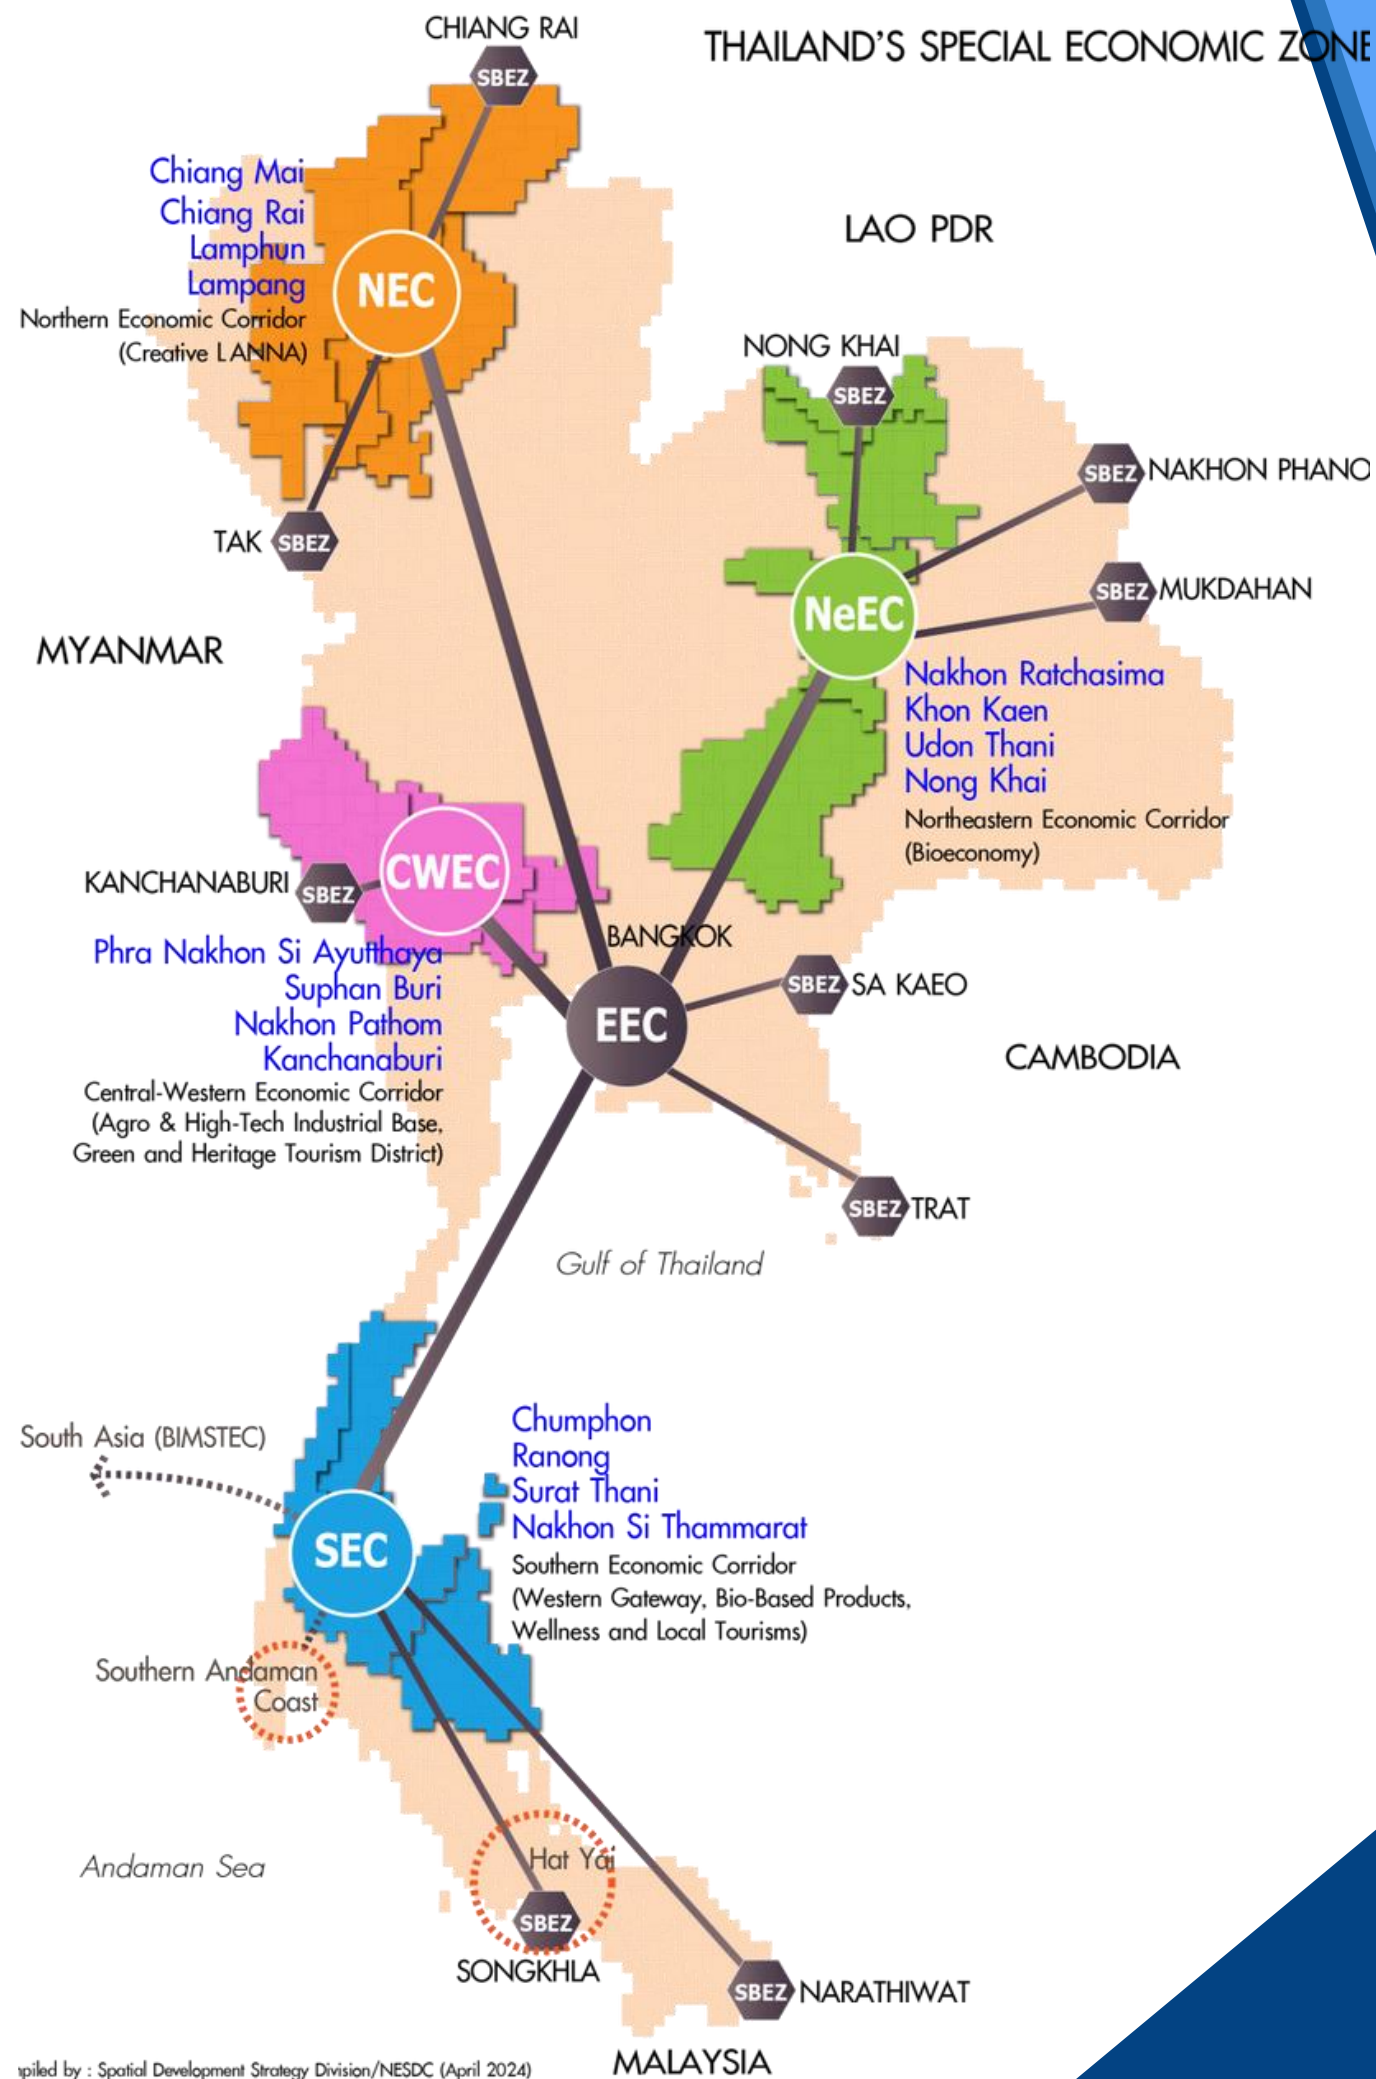 CHIANG RAI
THAILAND'S SPECIAL ECONOMIC ZONE
SBEZ
Chiang Mai
Chiang Rai
Lamphun
Lampang
Northern Economic Corridor
(Creative LANNA)
NEC
LAO PDR
NONG KHAI
SBEZ
SBEZ NAKHON PHANO
TAK SBEZ
SBEZ MUKDAHAN
NeEC
MYANMAR
Nakhon Ratchasima
Khon Kaen
Udon Thani
Nong Khai
Northeastern Economic Corridor
(Bioeconomy)
CWEC
KANCHANABURI SBEZ
Phra Nakhon Si Ayutthaya
Suphan Buri
Nakhon Pathom
Kanchanaburi
Central-Western Economic Corridor
(Agro & High-Tech Industrial Base,
Green and Heritage Tourism District)
BANGKOK
EEC
SBEZ SA KAEO
CAMBODIA
SBEZ TRAT
Gulf of Thailand
South Asia (BIMSTEC)
Chumphon
Ranong
Surat Thani
Nakhon Si Thammarat
Southern Economic Corridor
(Western Gateway, Bio-Based Products,
Wellness and Local Tourisms)
SEC
Southern Andaman
Coast
Andaman Sea
Hat Yai
SBEZ
SONGKHLA
SBEZ NARATHIWAT
MALAYSIA
piled by : Spatial Development Strategy Division/NESDC (April 2024)